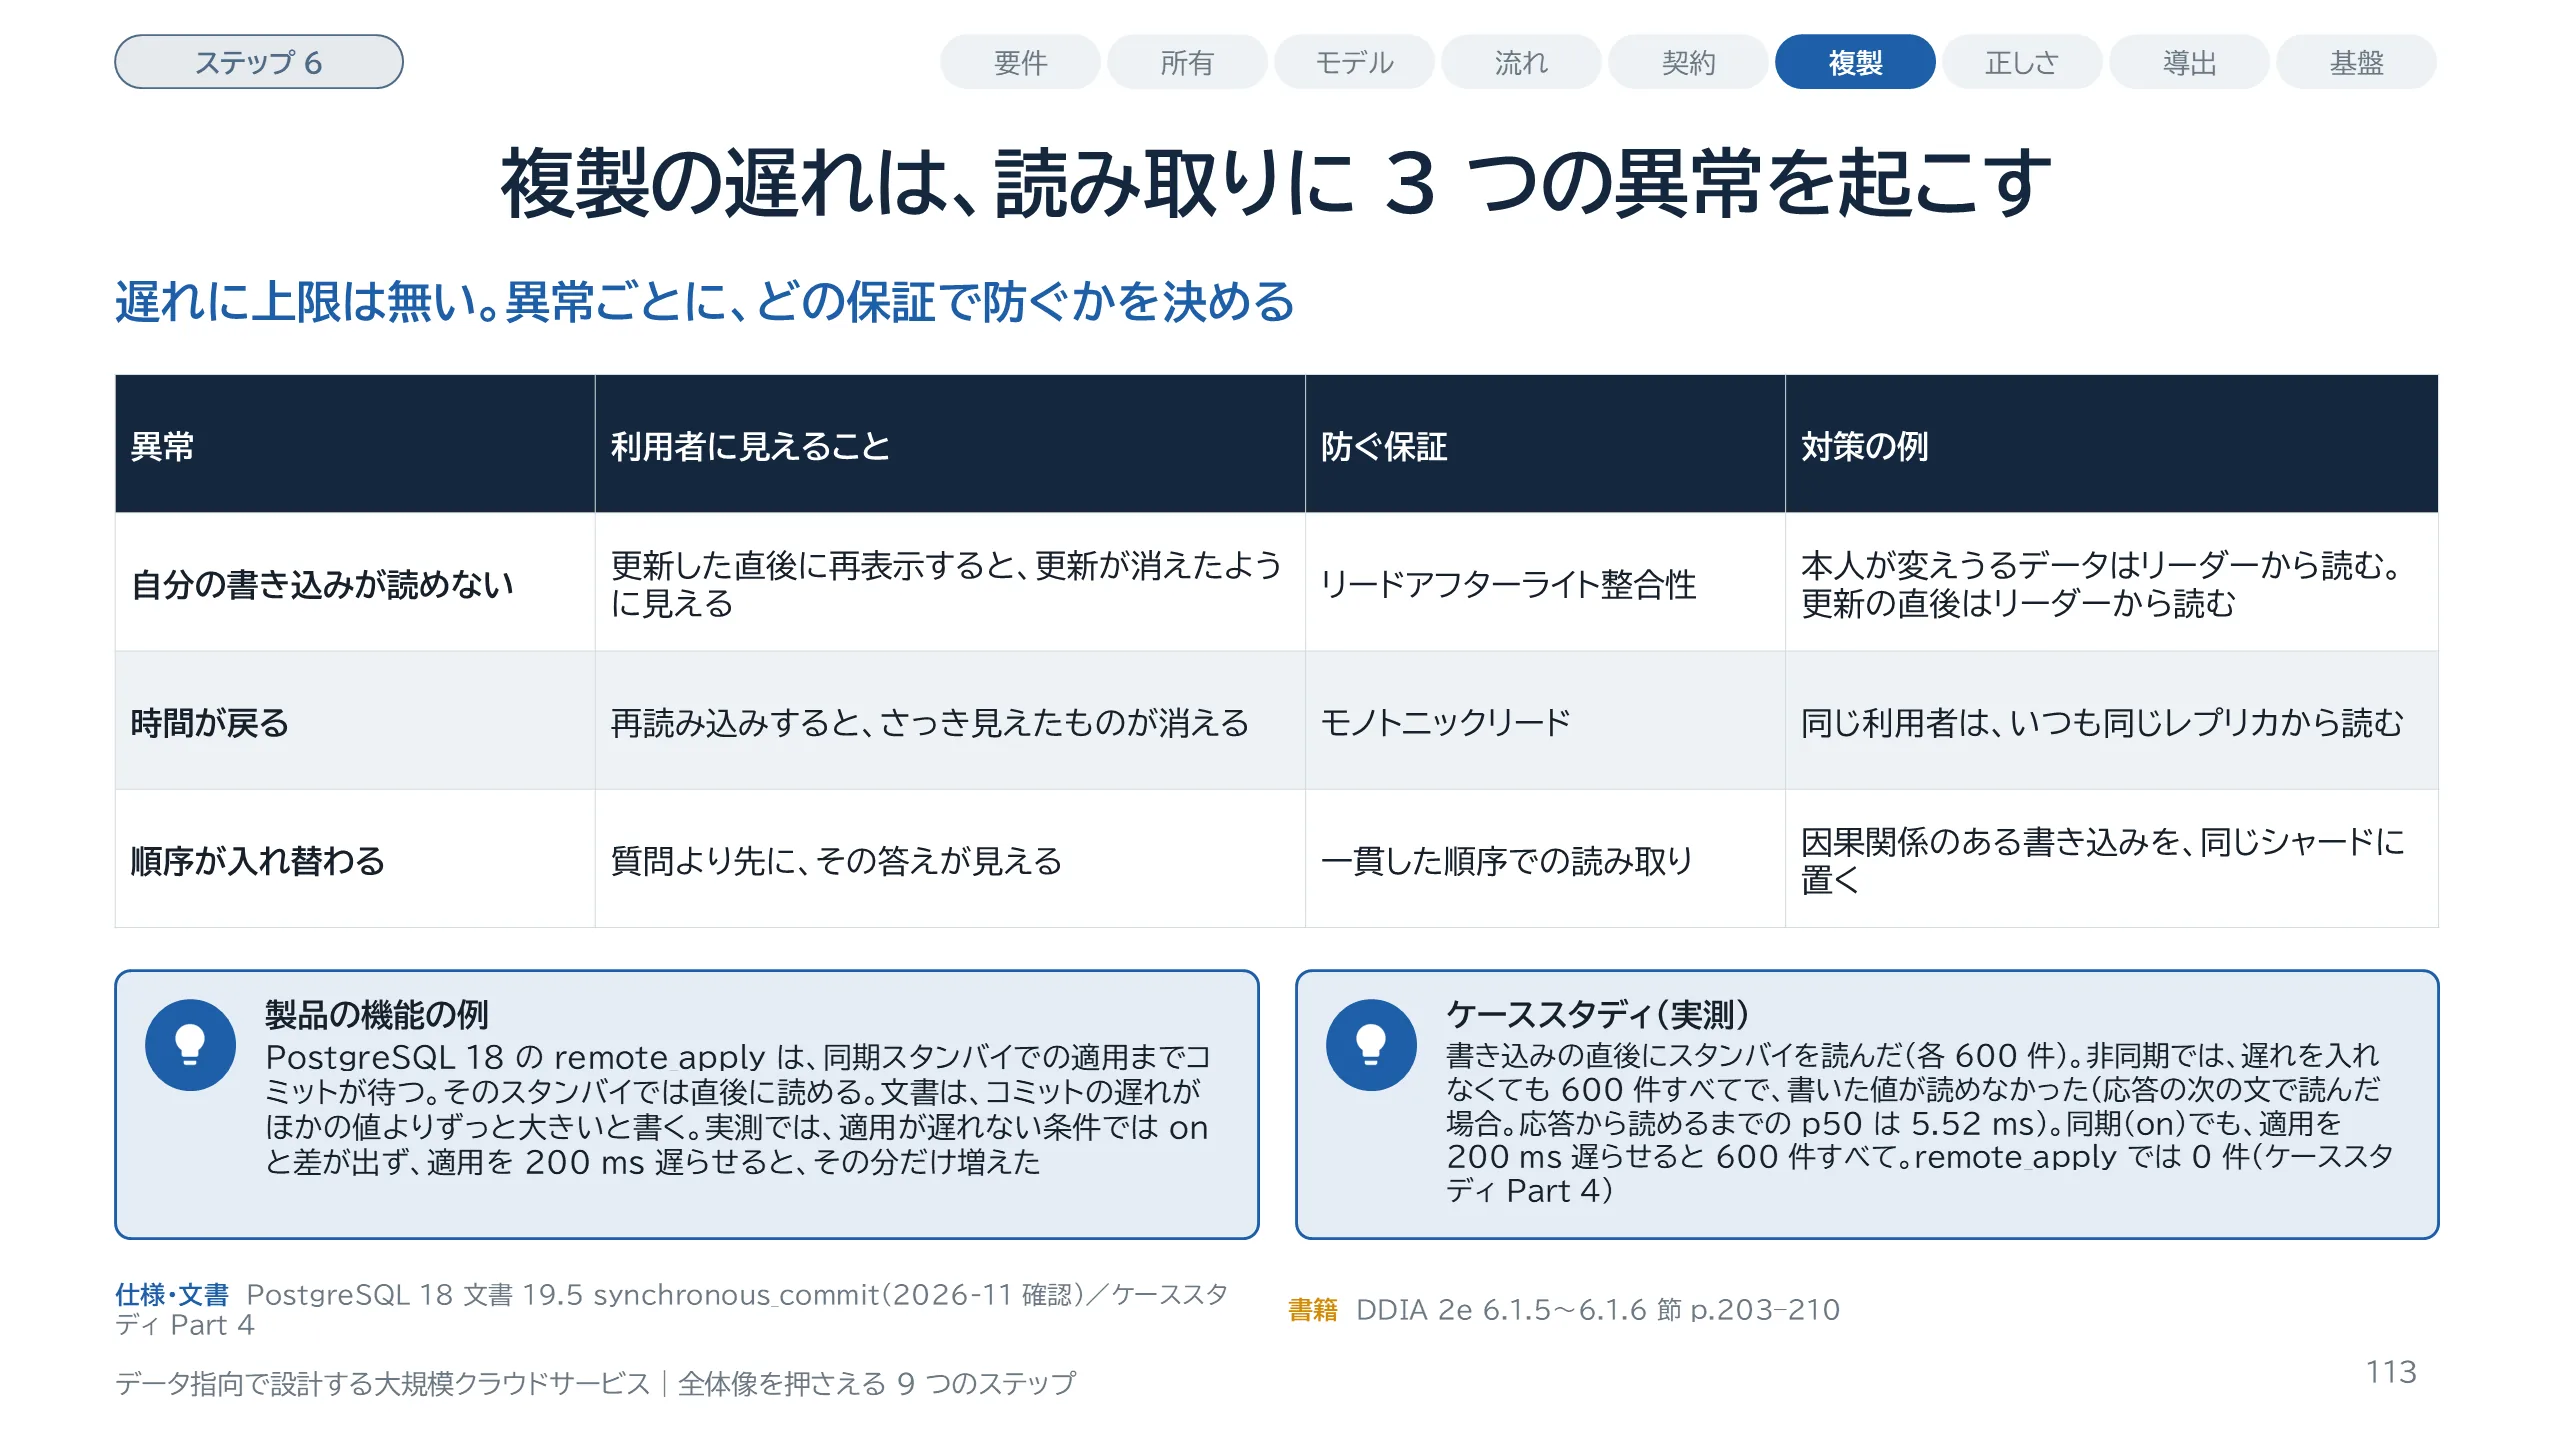 ステップ 6
要件
所有
モデル
流れ
契約
複製
正しさ
導出
基盤
複製の遅れは、読み取りに 3 つの異常を起こす
遅れに上限は無い。異常ごとに、どの保証で防ぐかを決める
異常
利用者に見えること
防ぐ保証
対策の例
自分の書き込みが読めない
更新した直後に再表示すると、更新が消えたよう
に見える
リードアフターライト整合性
本人が変えうるデータはリーダーから読む。
更新の直後はリーダーから読む
時間が戻る
再読み込みすると、さっき見えたものが消える
モノトニックリード
同じ利用者は、いつも同じレプリカから読む
順序が入れ替わる
質問より先に、その答えが見える
一貫した順序での読み取り
因果関係のある書き込みを、同じシャードに
置く
製品の機能の例
PostgreSQL 18 の remote_apply は、同期スタンバイでの適用までコ
ミットが待つ。そのスタンバイでは直後に読める。文書は、コミットの遅れが
ほかの値よりずっと大きいと書く。実測では、適用が遅れない条件では on
と差が出ず、適用を 200 ms 遅らせると、その分だけ増えた
ケーススタディ（実測）
書き込みの直後にスタンバイを読んだ（各 600 件）。非同期では、遅れを入れ
なくても 600 件すべてで、書いた値が読めなかった（応答の次の文で読んだ
場合。応答から読めるまでの p50 は 5.52 ms）。同期（on）でも、適用を
200 ms 遅らせると 600 件すべて。remote_apply では 0 件（ケーススタ
ディ Part 4）
仕様・文書 PostgreSQL 18 文書 19.5 synchronous_commit（2026-11 確認）／ケーススタ
ディ Part 4
書籍 DDIA 2e 6.1.5〜6.1.6 節 p.203–210
データ指向で設計する大規模クラウドサービス｜全体像を押さえる 9 つのステップ
113